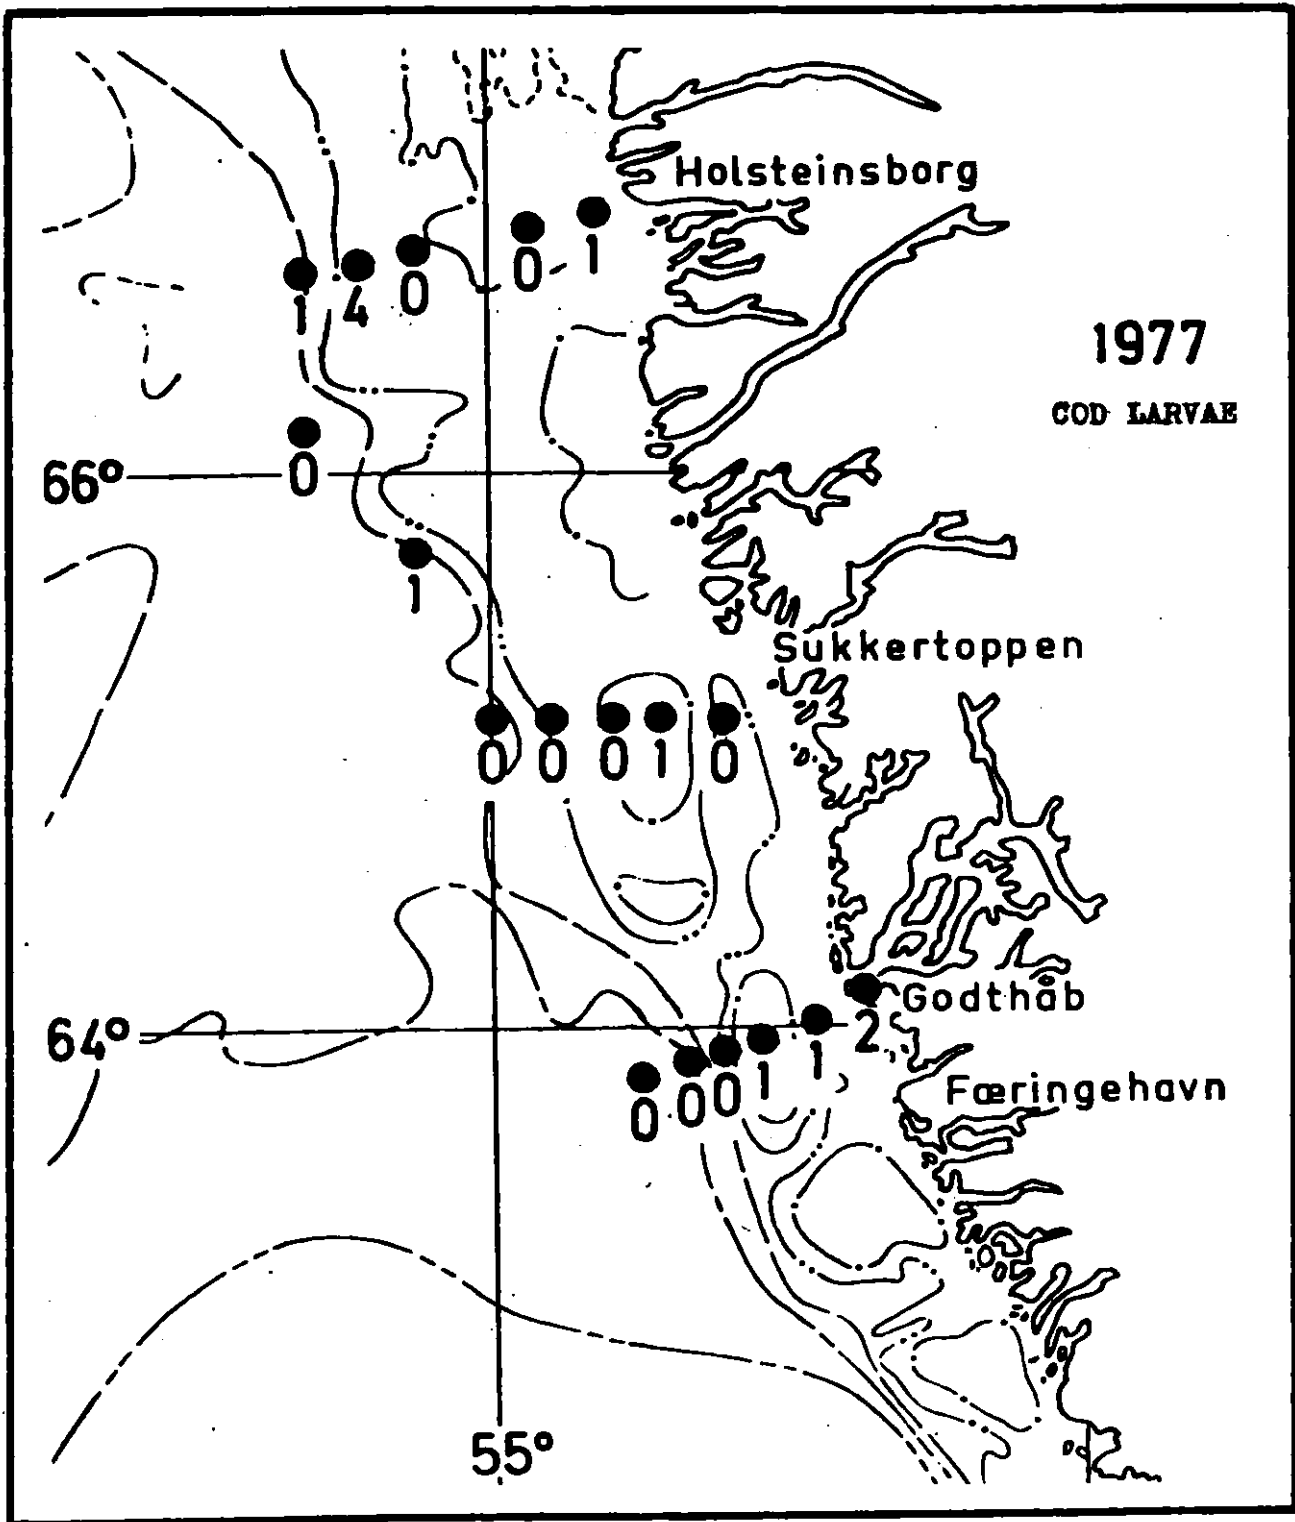 Holsteinsborg
0 1
1 4 0
1977
COD LARVAE
66°
0
1
Sukkertoppen
0 0 0 1 0
Godthåb
64°
2
1
0 0 0 1
Færingehavn
55°